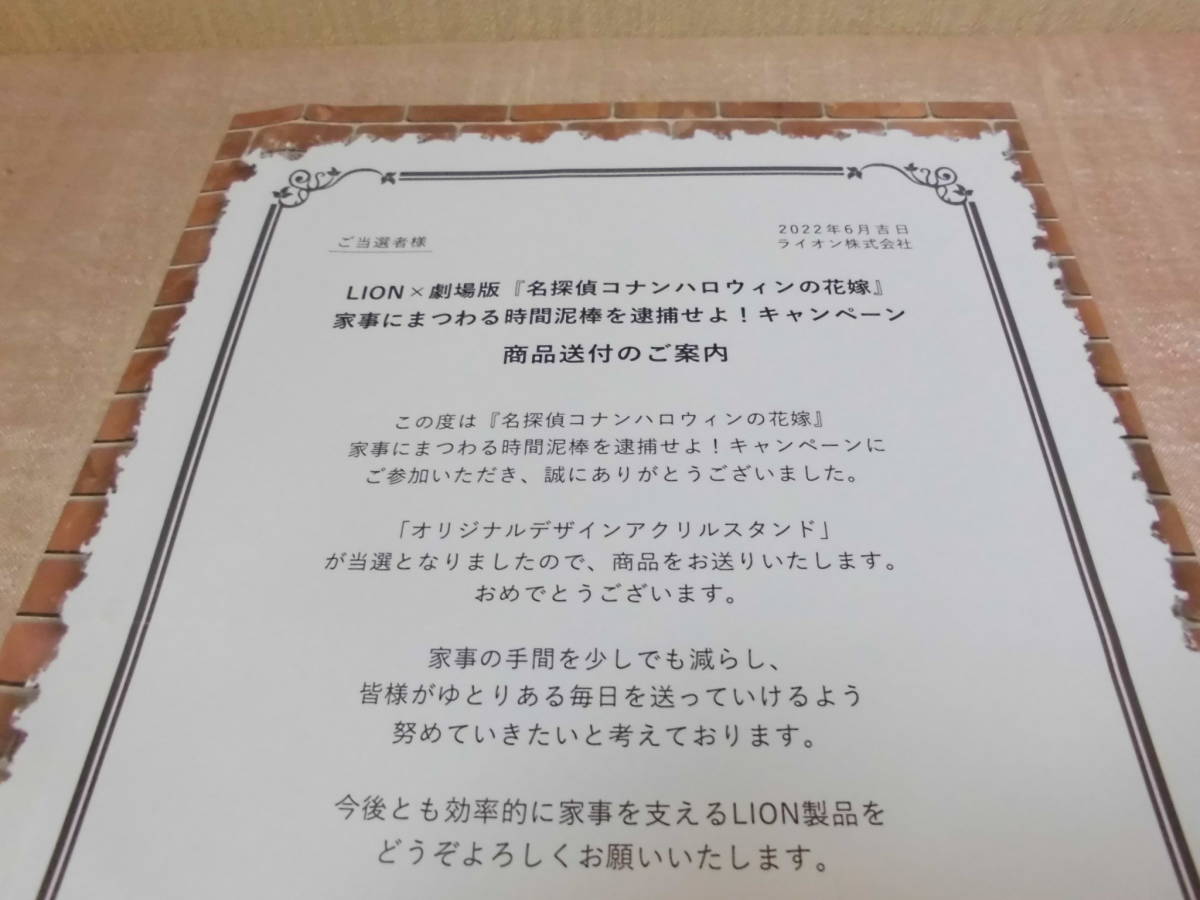 ご当選者様
2022年6月吉日
ライオン株式会社
LION×劇場版『名探偵コナンハロウィンの花嫁』
家事にまつわる時間泥棒を逮捕せよ！キャンペーン
商品送付のご案内
この度は『名探偵コナンハロウィンの花嫁』
家事にまつわる時間泥棒を逮捕せよ！キャンペーンに
ご参加いただき、誠にありがとうございました。
「オリジナルデザインアクリルスタンド」
が当選となりましたので、商品をお送りいたします。
おめでとうございます。
家事の手間を少しでも減らし、
皆様がゆとりある毎日を送っていけるよう
努めていきたいと考えております。
今後とも効率的に家事を支えるLION製品を
どうぞよろしくお願いいたします。